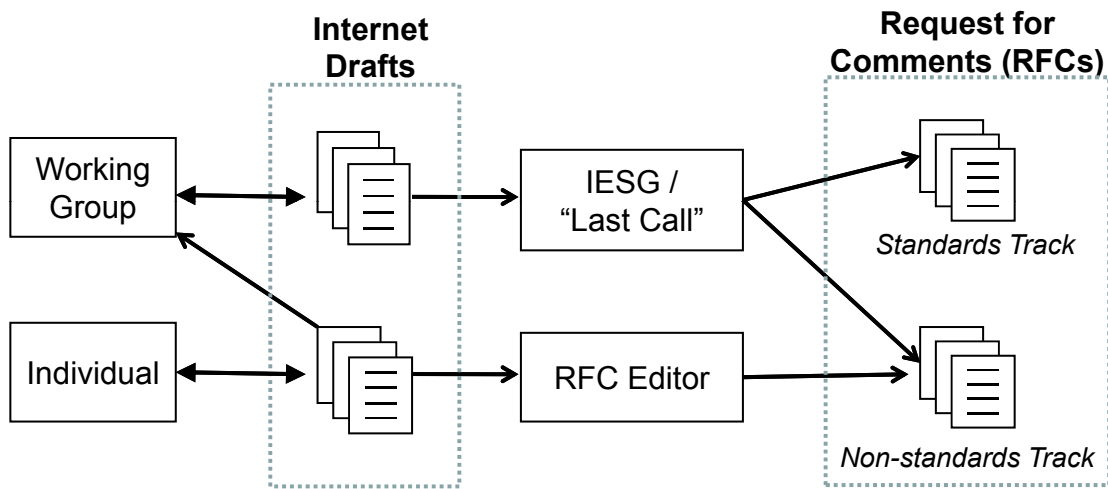 Internet
Drafts
Request for
Comments (RFCs)
Working
Group
IESG /
“Last Call”
Standards Track
Individual
RFC Editor
Non-standards Track